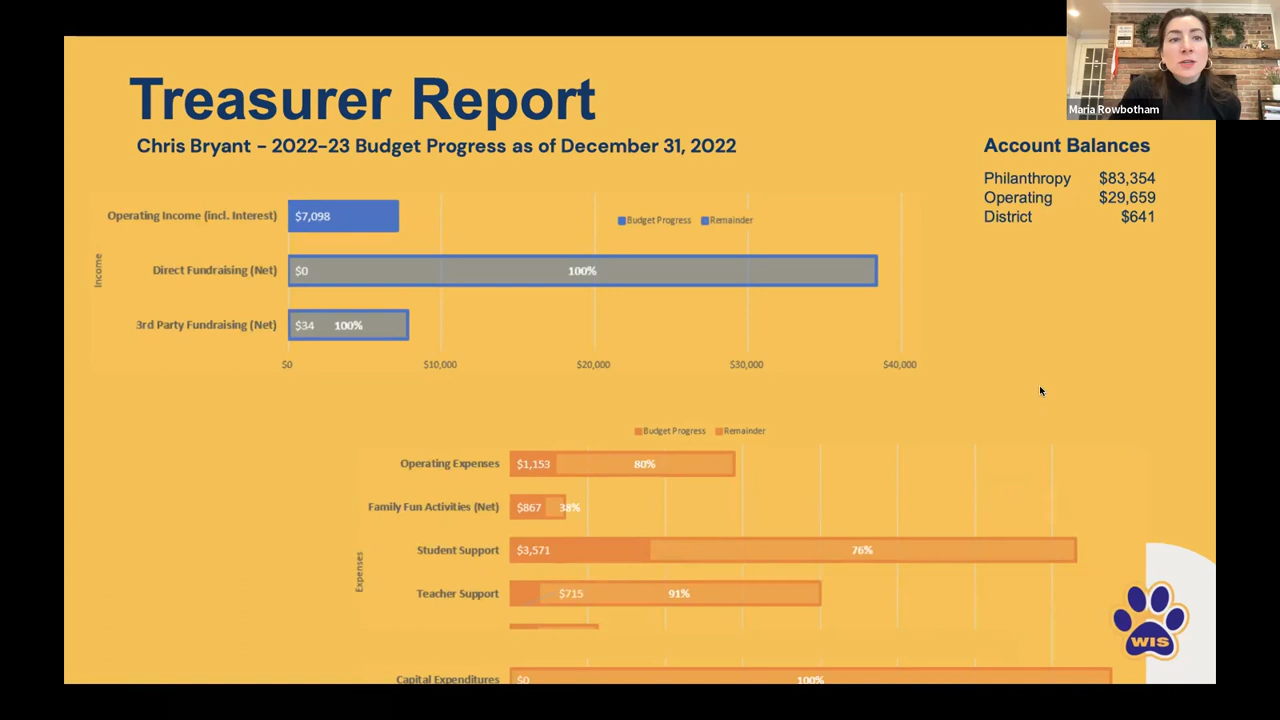 Maria Rowbotham
Treasurer Report
Chris Bryant - 2022-23 Budget Progress as of December 31, 2022
Account Balances
Philanthropy $83,354
Operating $29,659
District $641
Budget Progress Remainder
Income
Operating Income (incl. Interest) $7,098
Direct Fundraising (Net) $0 100%
3rd Party Fundraising (Net) $34 100%
$0 $10,000 $20,000 $30,000 $40,000
Budget Progress Remainder
Expenses
Operating Expenses $1,153 80%
Family Fun Activities (Net) $867 38%
Student Support $3,571 76%
Teacher Support $715 91%
Capital Expenditures $0 100%
WIS